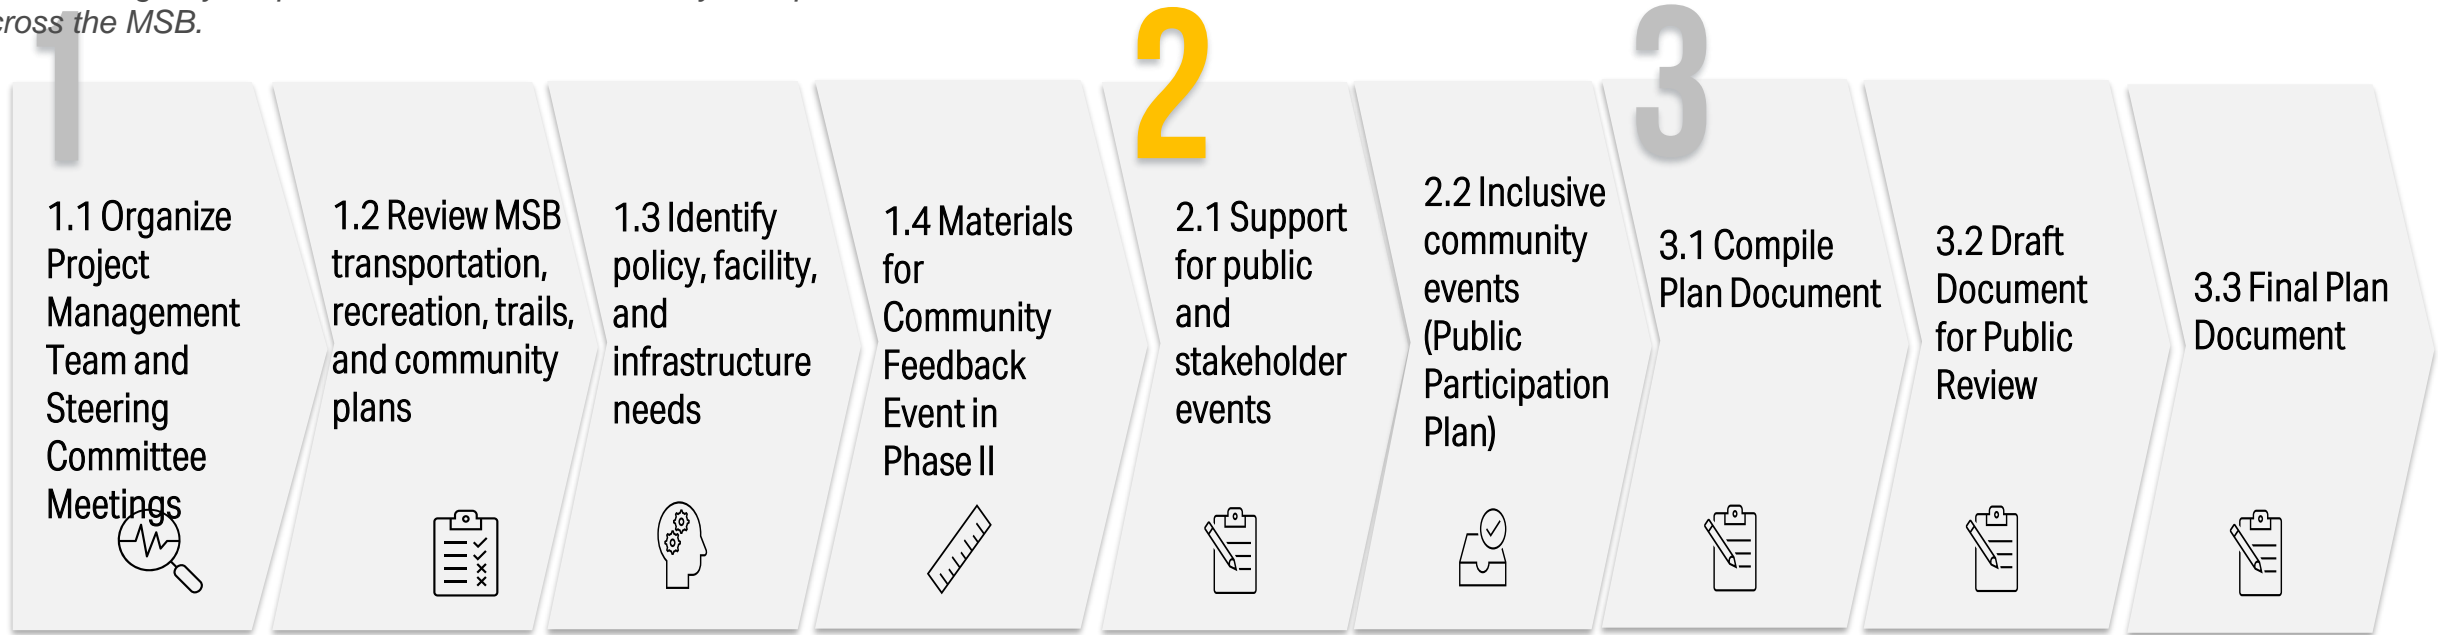 cross the MSB.
1
1.1 Organize
Project
Management
Team and
Steering
Committee
Meetings
1.2 Review MSB
transportation,
recreation, trails,
and community
plans
1.3 Identify
policy, facility,
and
infrastructure
needs
1.4 Materials
for
Community
Feedback
Event in
Phase II
2
2.1 Support
for public
and
stakeholder
events
2.2 Inclusive
community
events
(Public
Participation
Plan)
3
3.1 Compile
Plan Document
3.2 Draft
Document
for Public
Review
3.3 Final Plan
Document